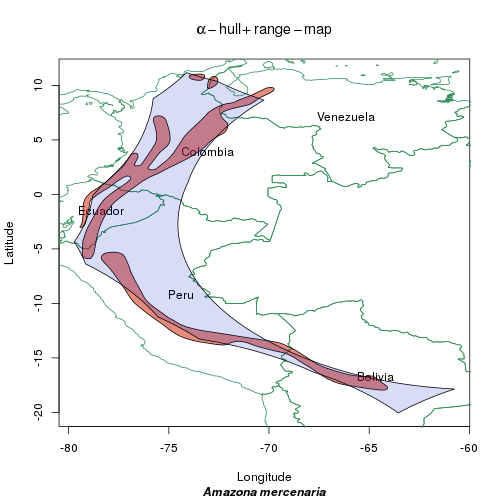 α – hull+ range – map
10
Venezuela
5
Colombia
0
Ecuador
Latitude
-5
Peru
-10
-15
Bolivia
-20
-80 -75 -70 -65 -60
Longitude
Amazona mercenaria